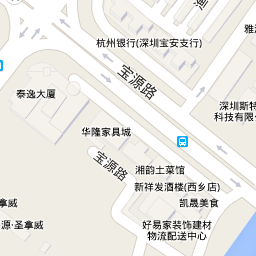 迪
杭州银行(深圳宝安支行)
雅
宝源路
泰逸大厦
深圳斯特
科技有限
华隆家具城
宝源路
湘韵土菜馆
新祥发酒楼(西乡店)
凯晟美食
拿威
源·圣拿威
好易家装饰建材
物流配送中心